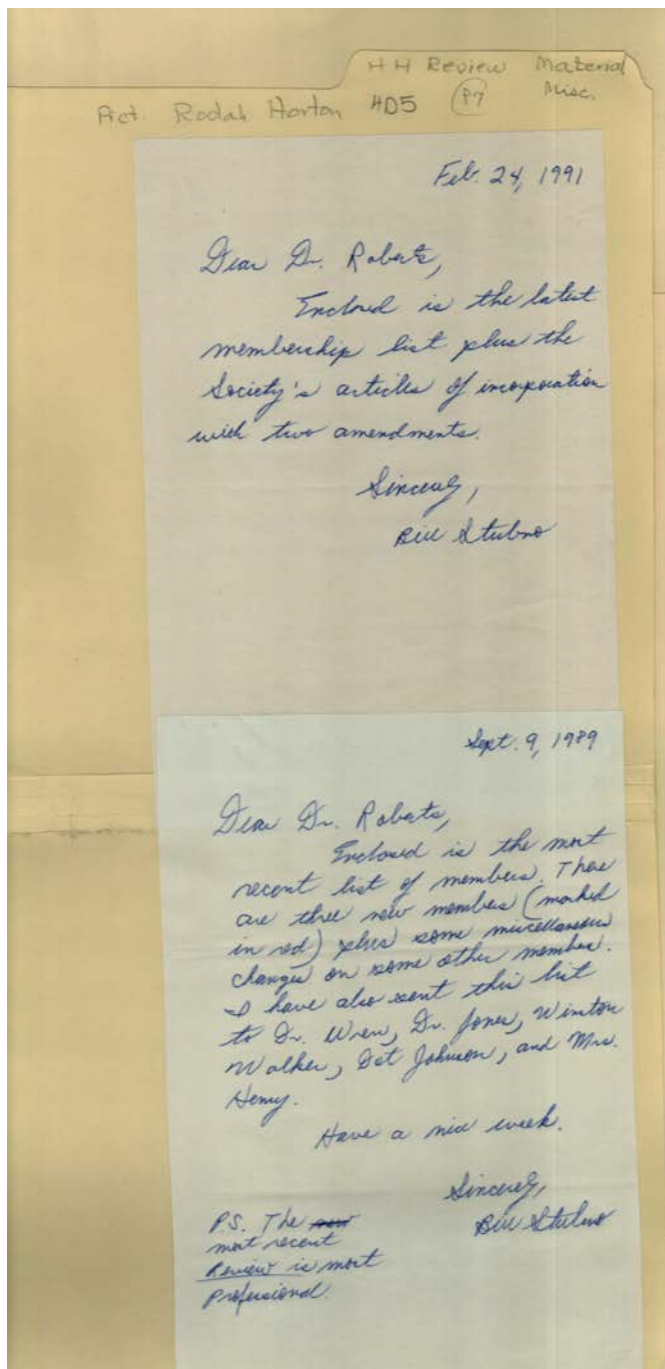 HH Review Material
Misc.
Pict. Rodah Horton 4D5 P7
Feb. 24, 1991
Dear Dr. Roberts,
Enclosed is the latest
membership list plus the
Society's articles of incorporation
with two amendments.
Sincerely,
Bill Stubno
Sept. 9, 1989
Dear Dr. Roberts,
Enclosed is the most
recent list of members. There
are three new members (marked
in red) plus some miscellaneous
changes on some other member.
I have also sent this list
to Dr. Wren, Dr. Jones, Winston
Walker, Dot Johnson, and Mrs.
Henry.
Have a nice week.
Sincerely,
Bill Stubno
P.S. The
most recent
Review is most
Professional.